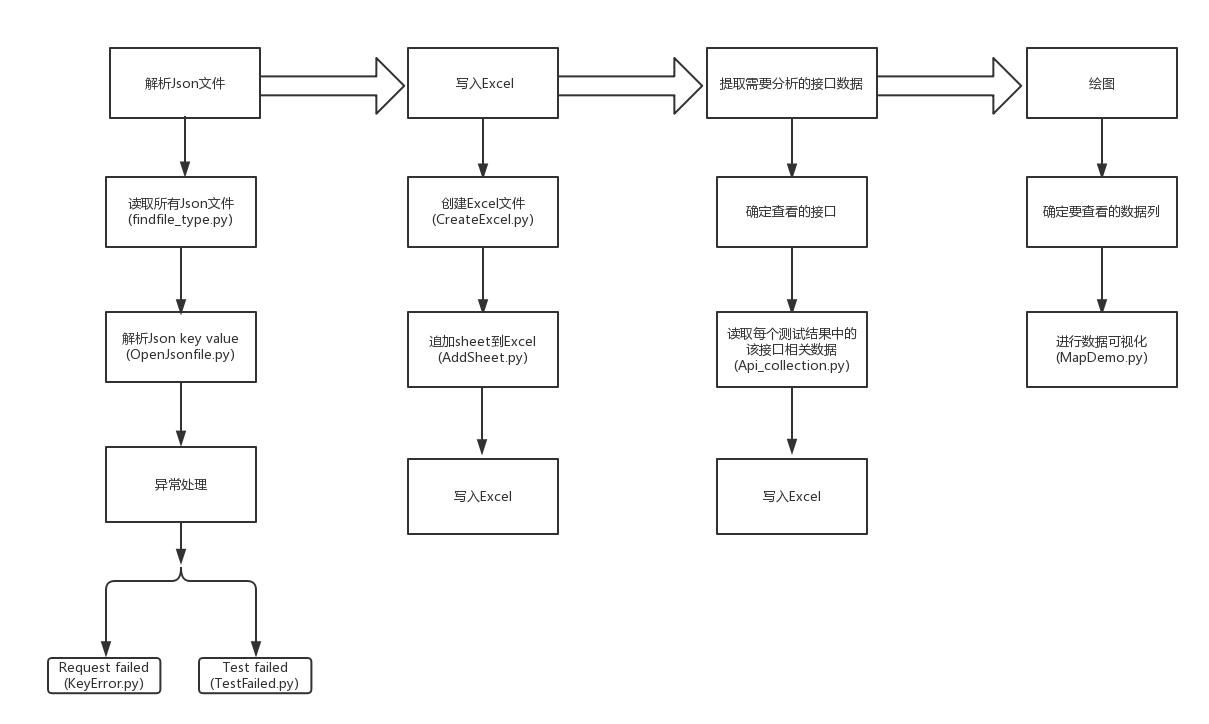 解析Json文件
写入Excel
提取需要分析的接口数据
绘图
读取所有Json文件
(findfile_type.py)
创建Excel文件
(CreateExcel.py)
确定查看的接口
确定要查看的数据列
解析Json key value
(OpenJsonfile.py)
追加sheet到Excel
(AddSheet.py)
读取每个测试结果中的
该接口相关数据
(Api_collection.py)
进行数据可视化
(MapDemo.py)
异常处理
写入Excel
写入Excel
Request failed
(KeyError.py)
Test failed
(TestFailed.py)